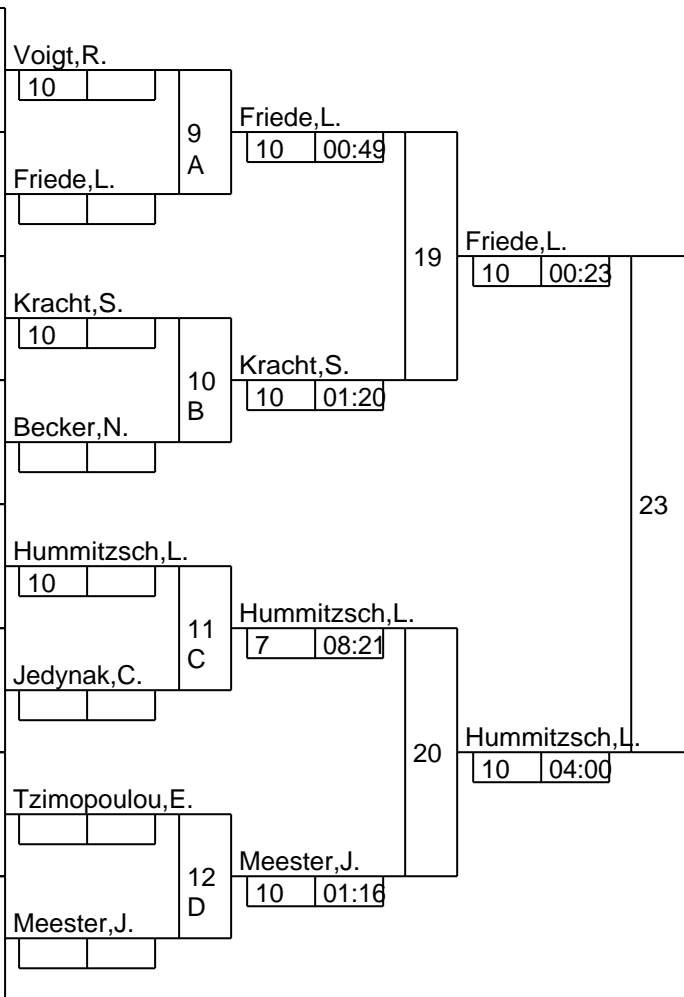 Voigt,R.
10
9
A
Friede,L.
10 00:49
Friede,L.
19
Friede,L.
10 00:23
Kracht,S.
10
10
B
Kracht,S.
10 01:20
Becker,N.
23
Hummitzsch,L.
10
11
C
Hummitzsch,L.
7 08:21
Jedynak,C.
20
Hummitzsch,L.
10 04:00
Tzimopoulou,E.
12
D
Meester,J.
10 01:16
Meester,J.